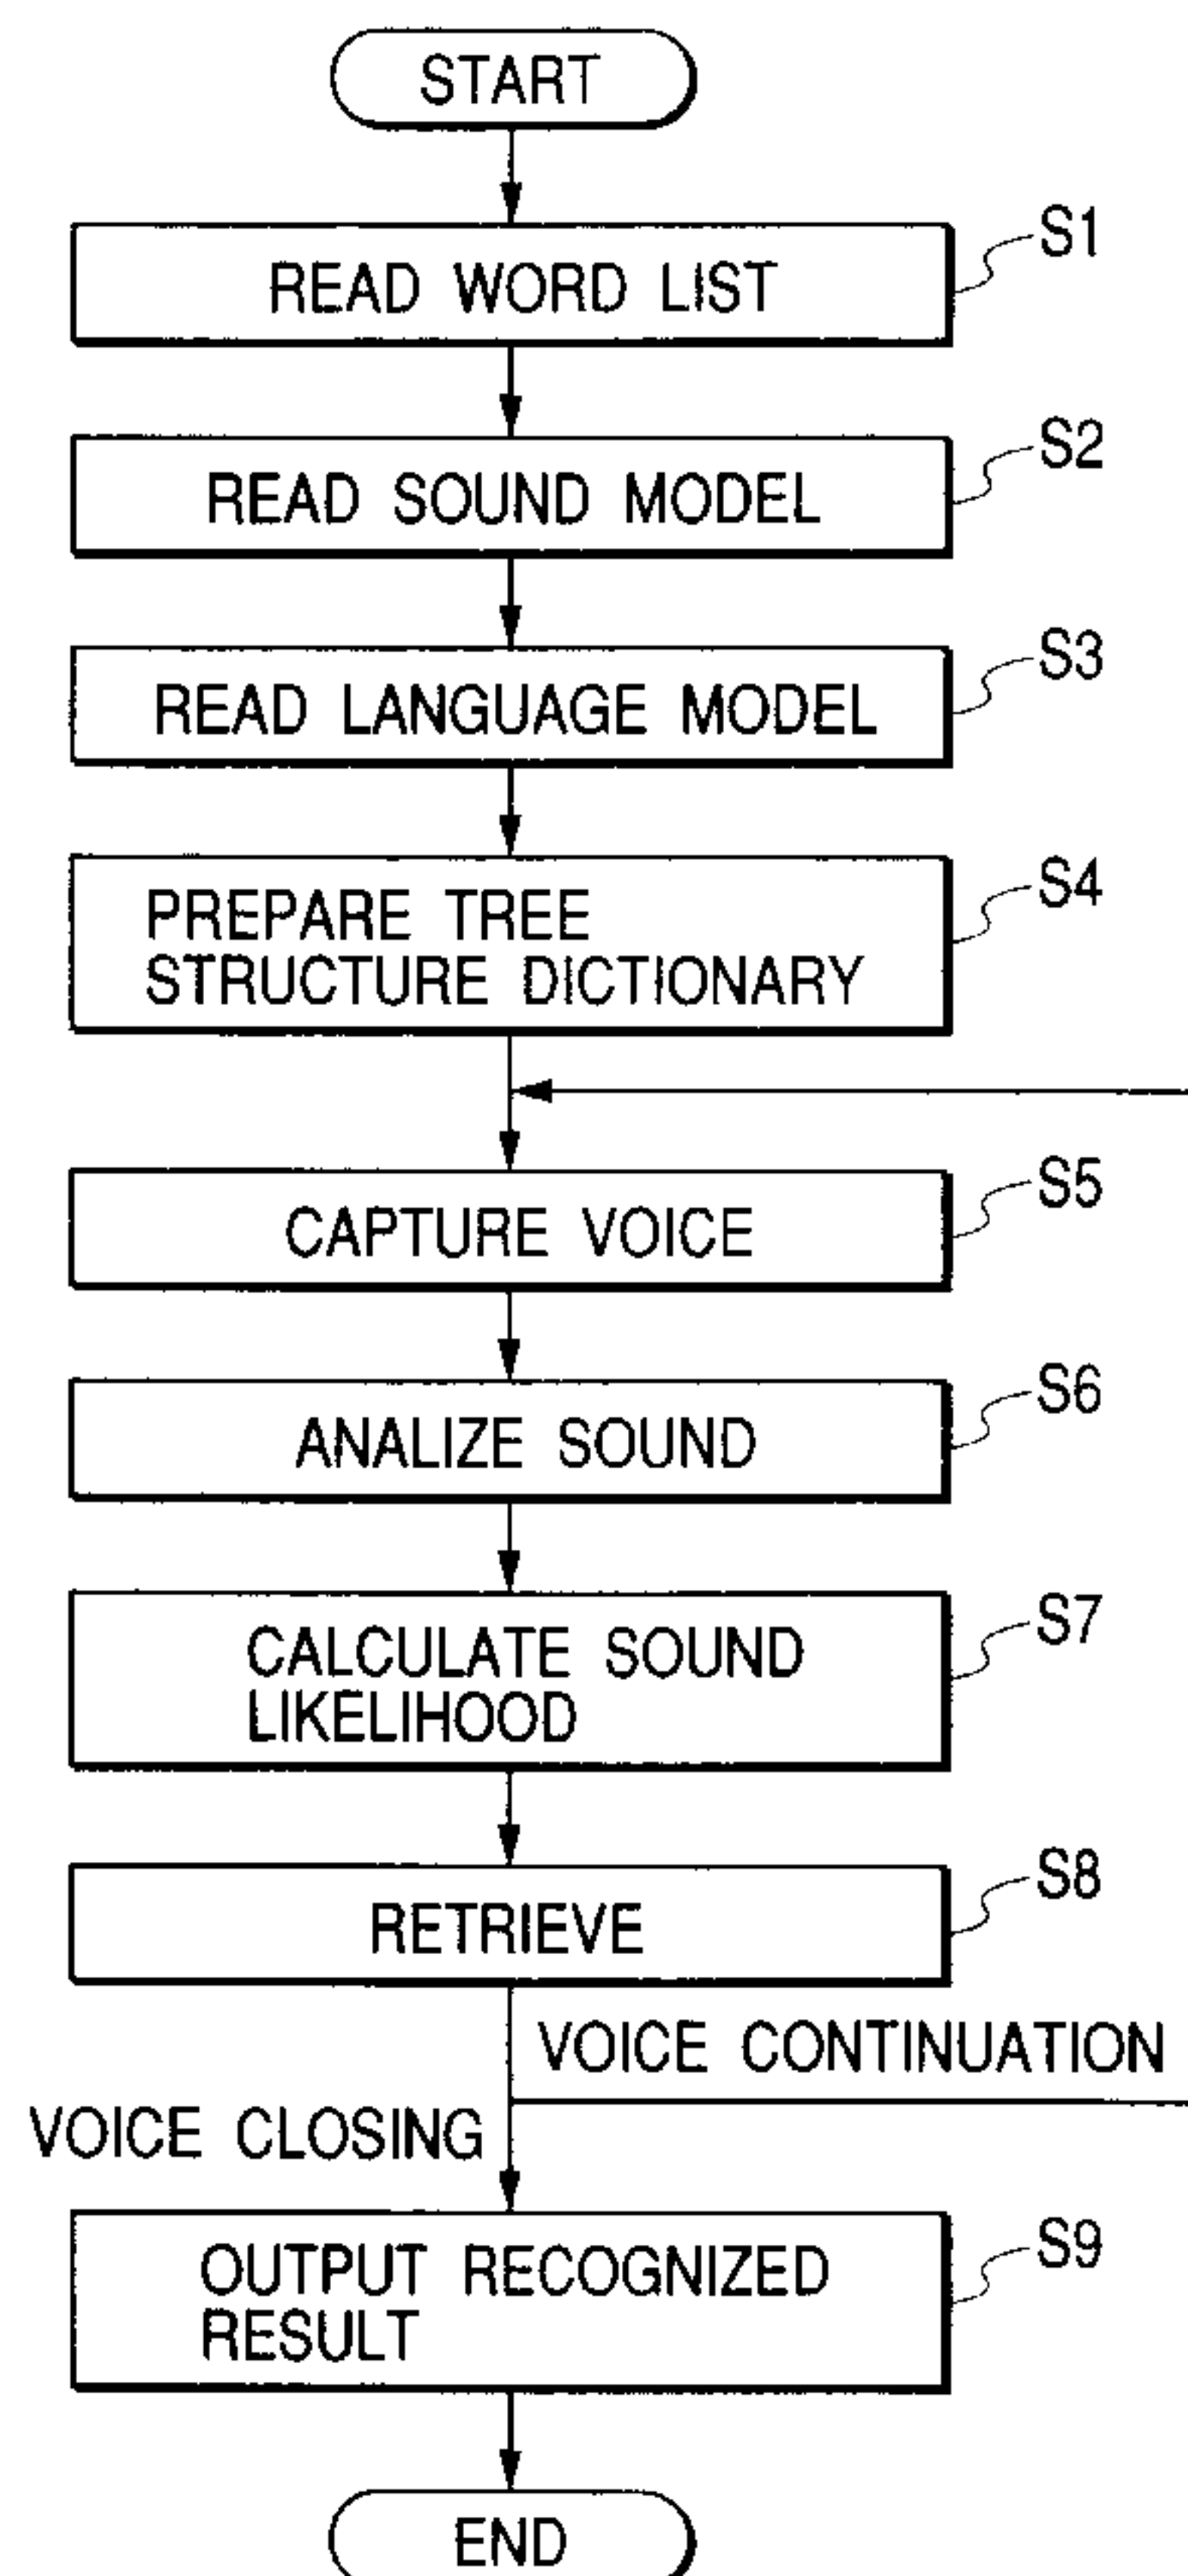 START
READ WORD LIST
S1
READ SOUND MODEL
S2
READ LANGUAGE MODEL
S3
PREPARE TREE
STRUCTURE DICTIONARY
S4
CAPTURE VOICE
S5
ANALIZE SOUND
S6
CALCULATE SOUND
LIKELIHOOD
S7
RETRIEVE
S8
VOICE CONTINUATION
VOICE CLOSING
OUTPUT RECOGNIZED
RESULT
S9
END